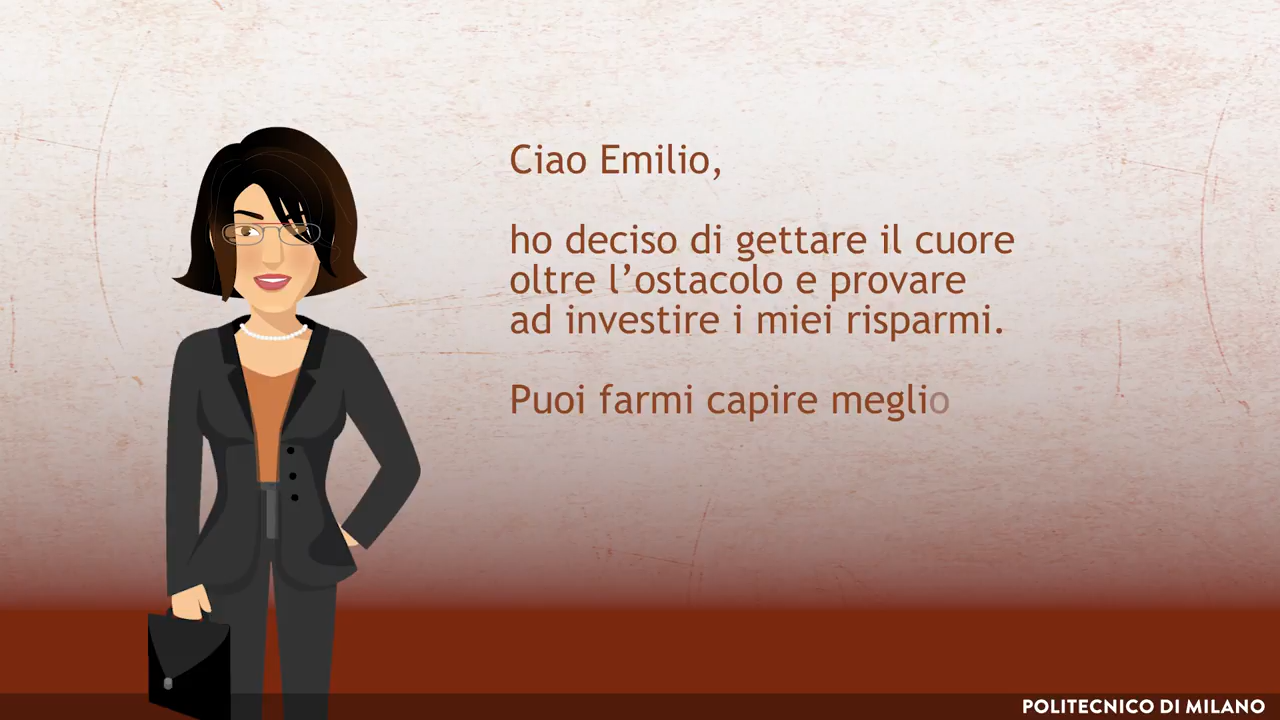 Ciao Emilio,
ho deciso di gettare il cuore
oltre l’ostacolo e provare
ad investire i miei risparmi.
Puoi farmi capire meglio
POLITECNICO DI MILANO